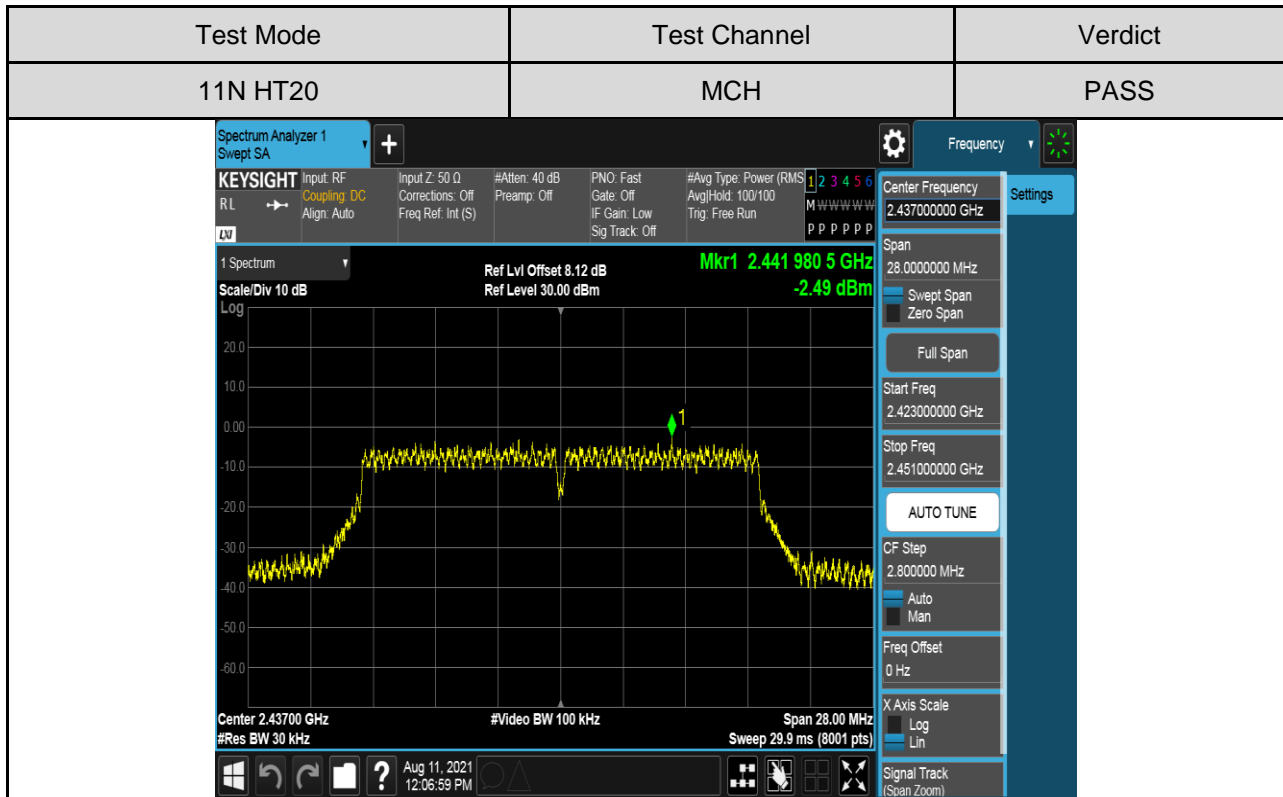 Test Mode Test Channel Verdict
11N HT20 MCH PASS
Spectrum Analyzer 1
Swept SA
Frequency
KEYSIGHT Input: RF Input Z: 50 Ω #Atten: 40 dB PNO: Fast #Avg Type: Power (RMS 1 2 3 4 5 6
RL Coupling: DC Corrections: Off Preamp: Off Gate: Off Avg|Hold: 100/100 M W W W W W
Align: Auto Freq Ref: Int (S) IF Gain: Low Trig: Free Run
LXI Sig Track: Off P P P P P P
Center Frequency
2.437000000 GHz
Settings
1 Spectrum
Scale/Div 10 dB
Ref Lvl Offset 8.12 dB
Ref Level 30.00 dBm
Mkr1 2.441 980 5 GHz
-2.49 dBm
Log
20.0
10.0
0.00
-10.0
-20.0
-30.0
-40.0
-50.0
-60.0
1
Center 2.43700 GHz #Video BW 100 kHz Span 28.00 MHz
#Res BW 30 kHz Sweep 29.9 ms (8001 pts)
Span
28.0000000 MHz
Swept Span
Zero Span
Full Span
Start Freq
2.423000000 GHz
Stop Freq
2.451000000 GHz
AUTO TUNE
CF Step
2.800000 MHz
Auto
Man
Freq Offset
0 Hz
X Axis Scale
Log
Lin
Signal Track
(Span Zoom)
? Aug 11, 2021
12:06:59 PM